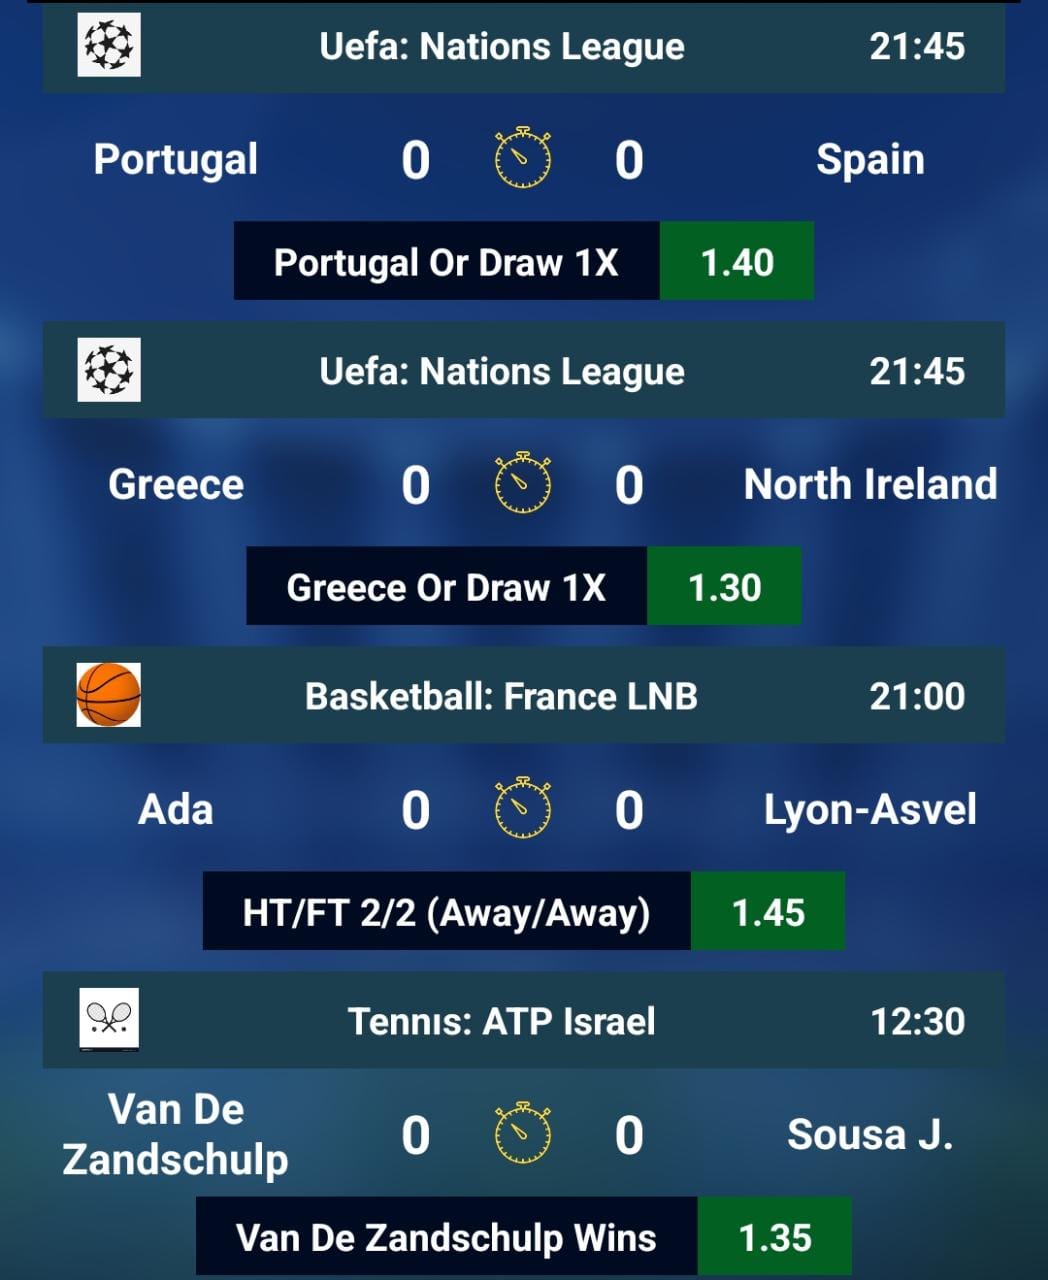 Uefa: Nations League 21:45
Portugal 0 0 Spain
Portugal Or Draw 1X 1.40
Uefa: Nations League 21:45
Greece 0 0 North Ireland
Greece Or Draw 1X 1.30
Basketball: France LNB 21:00
Ada 0 0 Lyon-Asvel
HT/FT 2/2 (Away/Away) 1.45
Tennıs: ATP Israel 12:30
Van De
Zandschulp 0 0 Sousa J.
Van De Zandschulp Wins 1.35